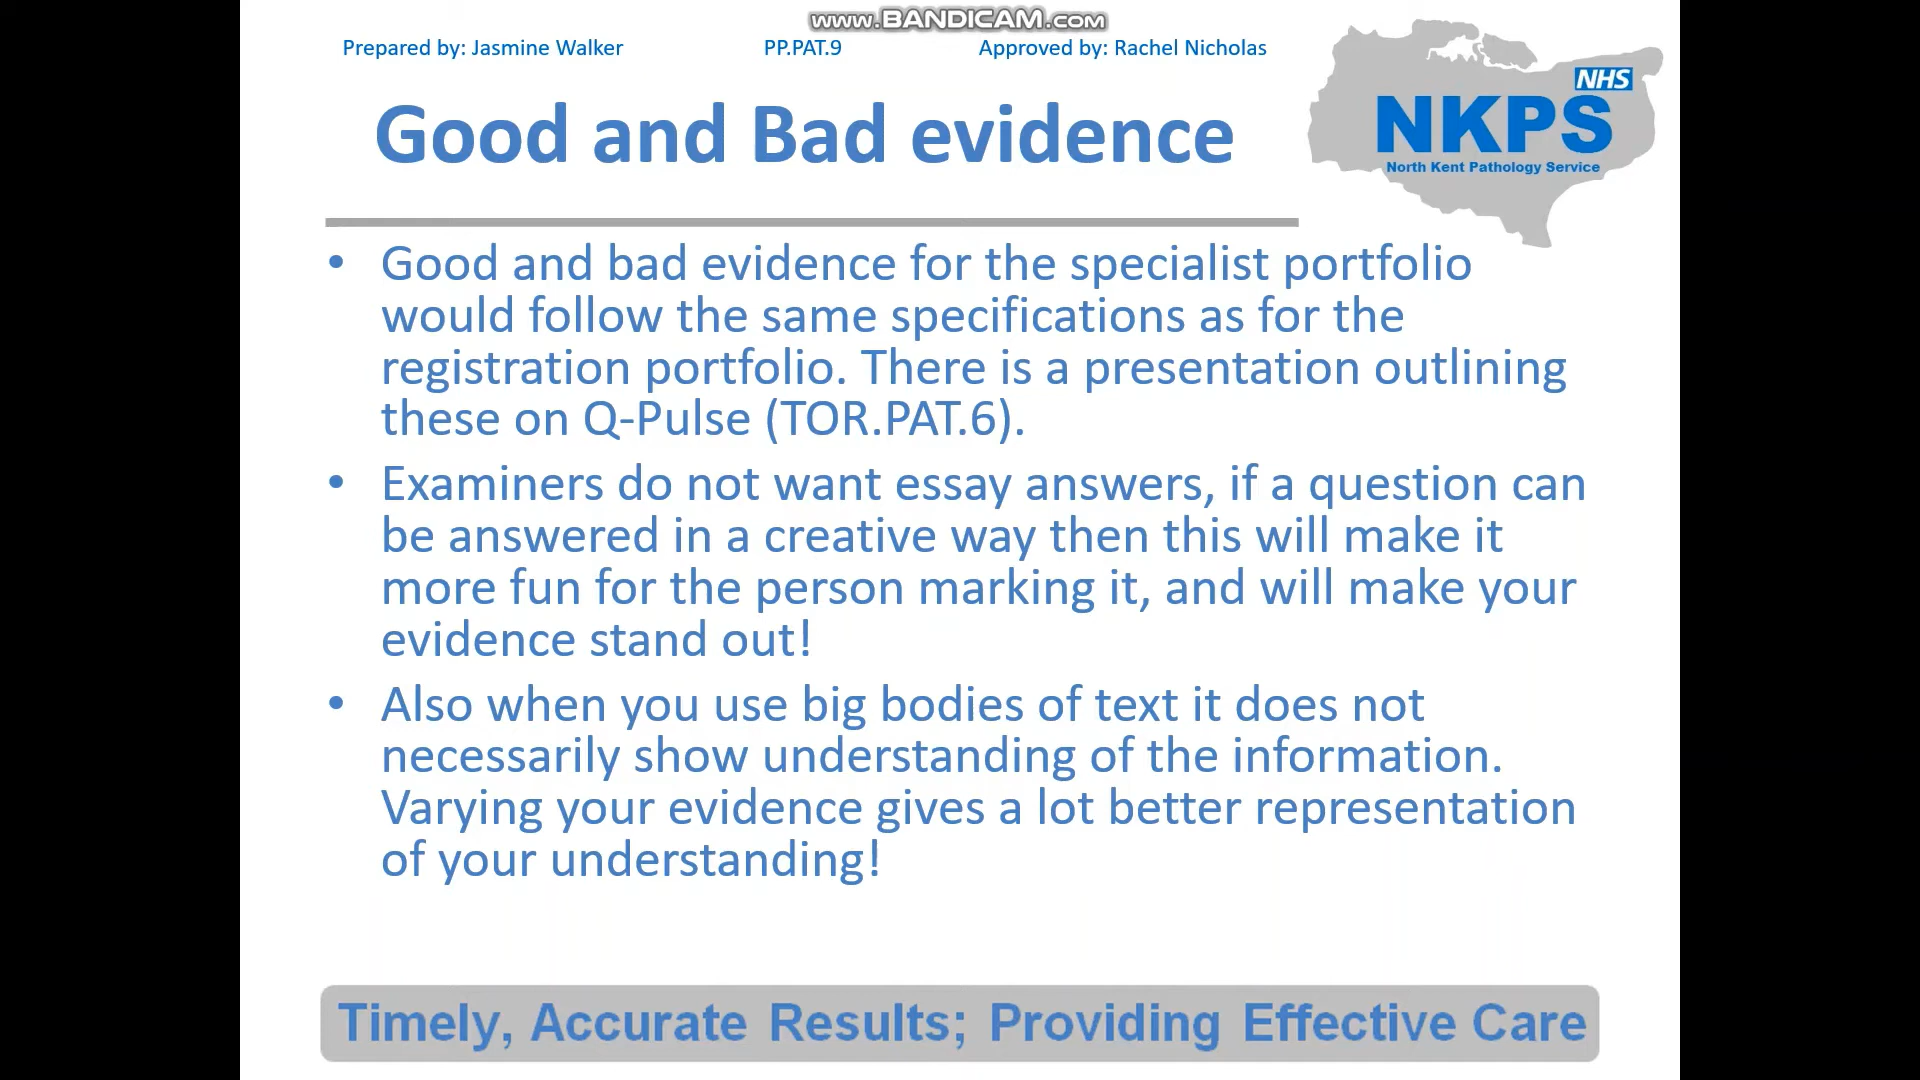 www.BANDICAM.com
Prepared by: Jasmine Walker PP.PAT.9 Approved by: Rachel Nicholas
NHS
NKPS
North Kent Pathology Service
Good and Bad evidence
• Good and bad evidence for the specialist portfolio
would follow the same specifications as for the
registration portfolio. There is a presentation outlining
these on Q-Pulse (TOR.PAT.6).
• Examiners do not want essay answers, if a question can
be answered in a creative way then this will make it
more fun for the person marking it, and will make your
evidence stand out!
• Also when you use big bodies of text it does not
necessarily show understanding of the information.
Varying your evidence gives a lot better representation
of your understanding!
Timely, Accurate Results; Providing Effective Care